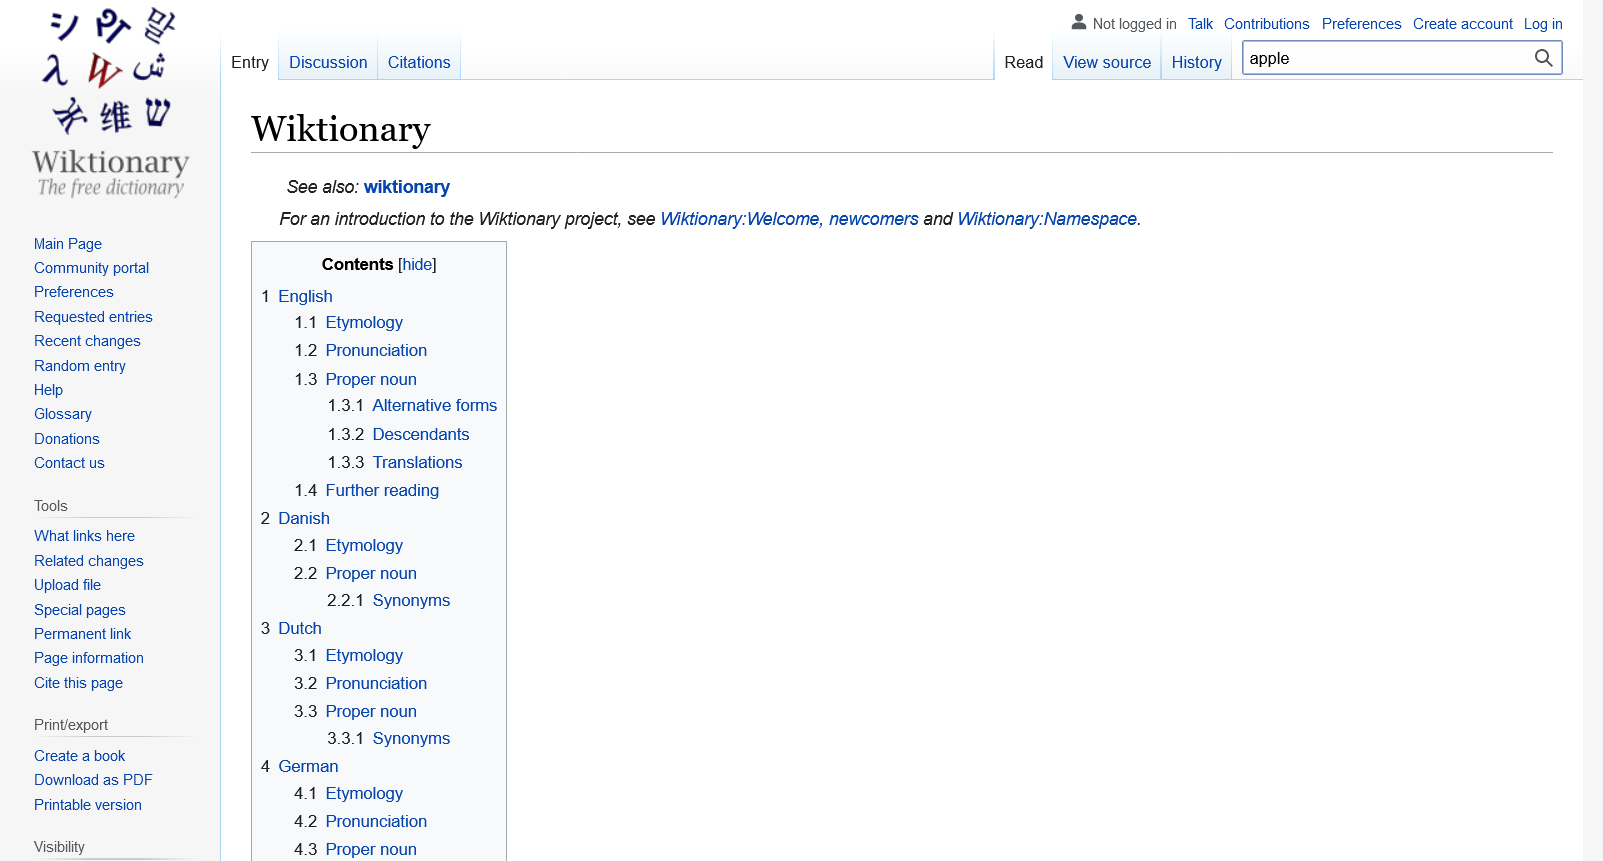 Not logged in Talk Contributions Preferences Create account Log in
Entry Discussion Citations Read View source History apple
Wiktionary
The free dictionary
Wiktionary
See also: wiktionary
For an introduction to the Wiktionary project, see Wiktionary:Welcome, newcomers and Wiktionary:Namespace.
Main Page
Community portal
Preferences
Requested entries
Recent changes
Random entry
Help
Glossary
Donations
Contact us
Tools
What links here
Related changes
Upload file
Special pages
Permanent link
Page information
Cite this page
Print/export
Create a book
Download as PDF
Printable version
Visibility
Contents [hide]
1 English
1.1 Etymology
1.2 Pronunciation
1.3 Proper noun
1.3.1 Alternative forms
1.3.2 Descendants
1.3.3 Translations
1.4 Further reading
2 Danish
2.1 Etymology
2.2 Proper noun
2.2.1 Synonyms
3 Dutch
3.1 Etymology
3.2 Pronunciation
3.3 Proper noun
3.3.1 Synonyms
4 German
4.1 Etymology
4.2 Pronunciation
4.3 Proper noun